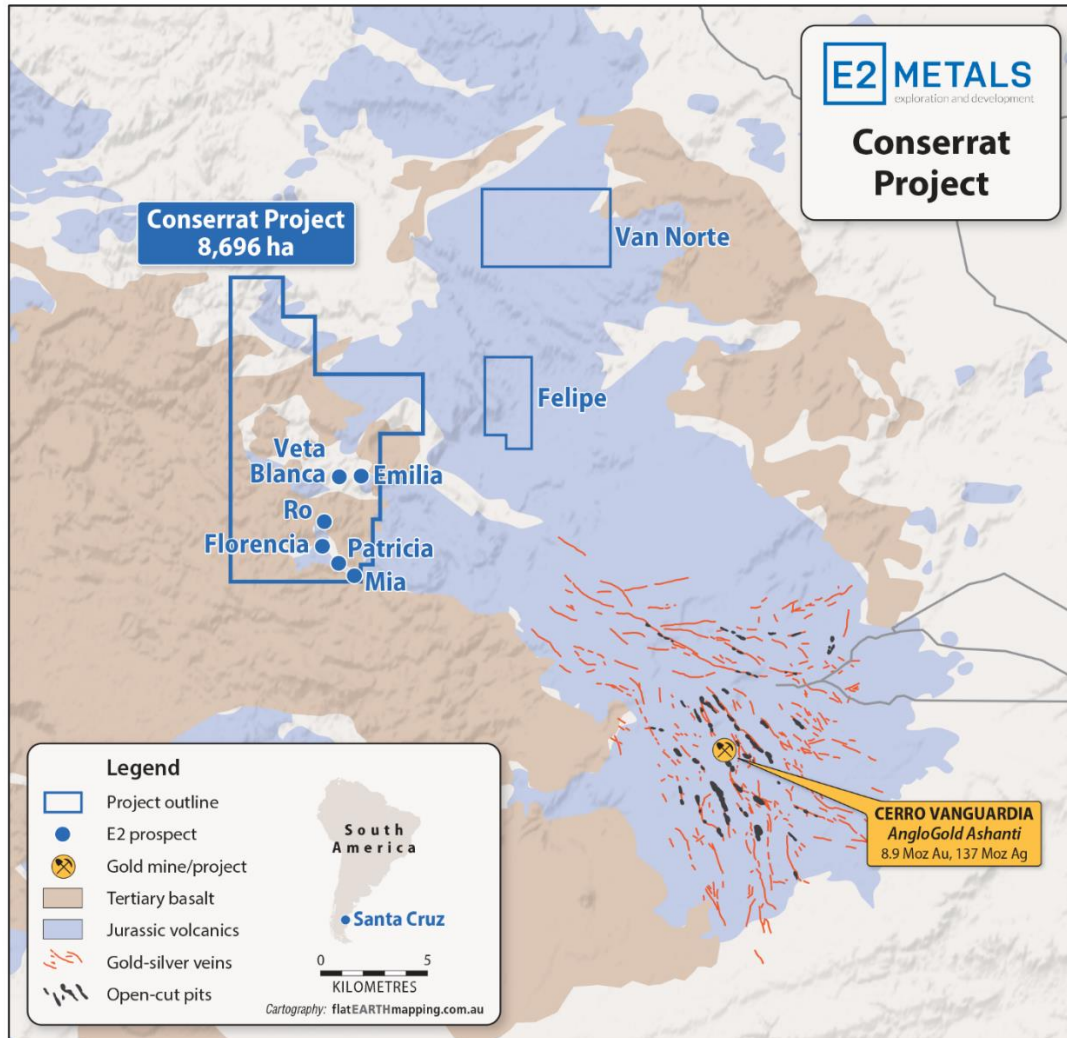 E2 METALS
exploration and development
Conserrat
Project
Conserrat Project
8,696 ha
Van Norte
Felipe
Veta
Blanca
Emilia
Ro
Florencia
Patricia
Mia
CERRO VANGUARDIA
AngloGold Ashanti
8.9 Moz Au, 137 Moz Ag
Legend
Project outline
E2 prospect
Gold mine/project
Tertiary basalt
Jurassic volcanics
Gold-silver veins
Open-cut pits
South
America
Santa Cruz
0 5
KILOMETRES
Cartography: flatEARTHmapping.com.au